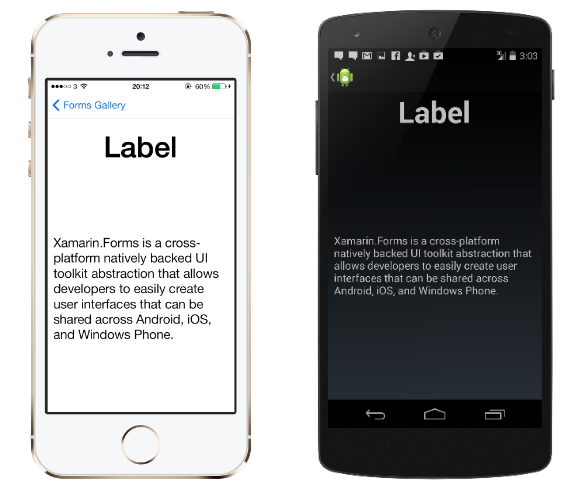 ●●●○○ 3 20:12 60%
Forms Gallery
Label
Xamarin.Forms is a cross-
platform natively backed UI
toolkit abstraction that allows
developers to easily create
user interfaces that can be
shared across Android, iOS,
and Windows Phone.
3:03
Label
Xamarin.Forms is a cross-platform
natively backed UI toolkit abstraction that
allows developers to easily create user
interfaces that can be shared across
Android, iOS, and Windows Phone.